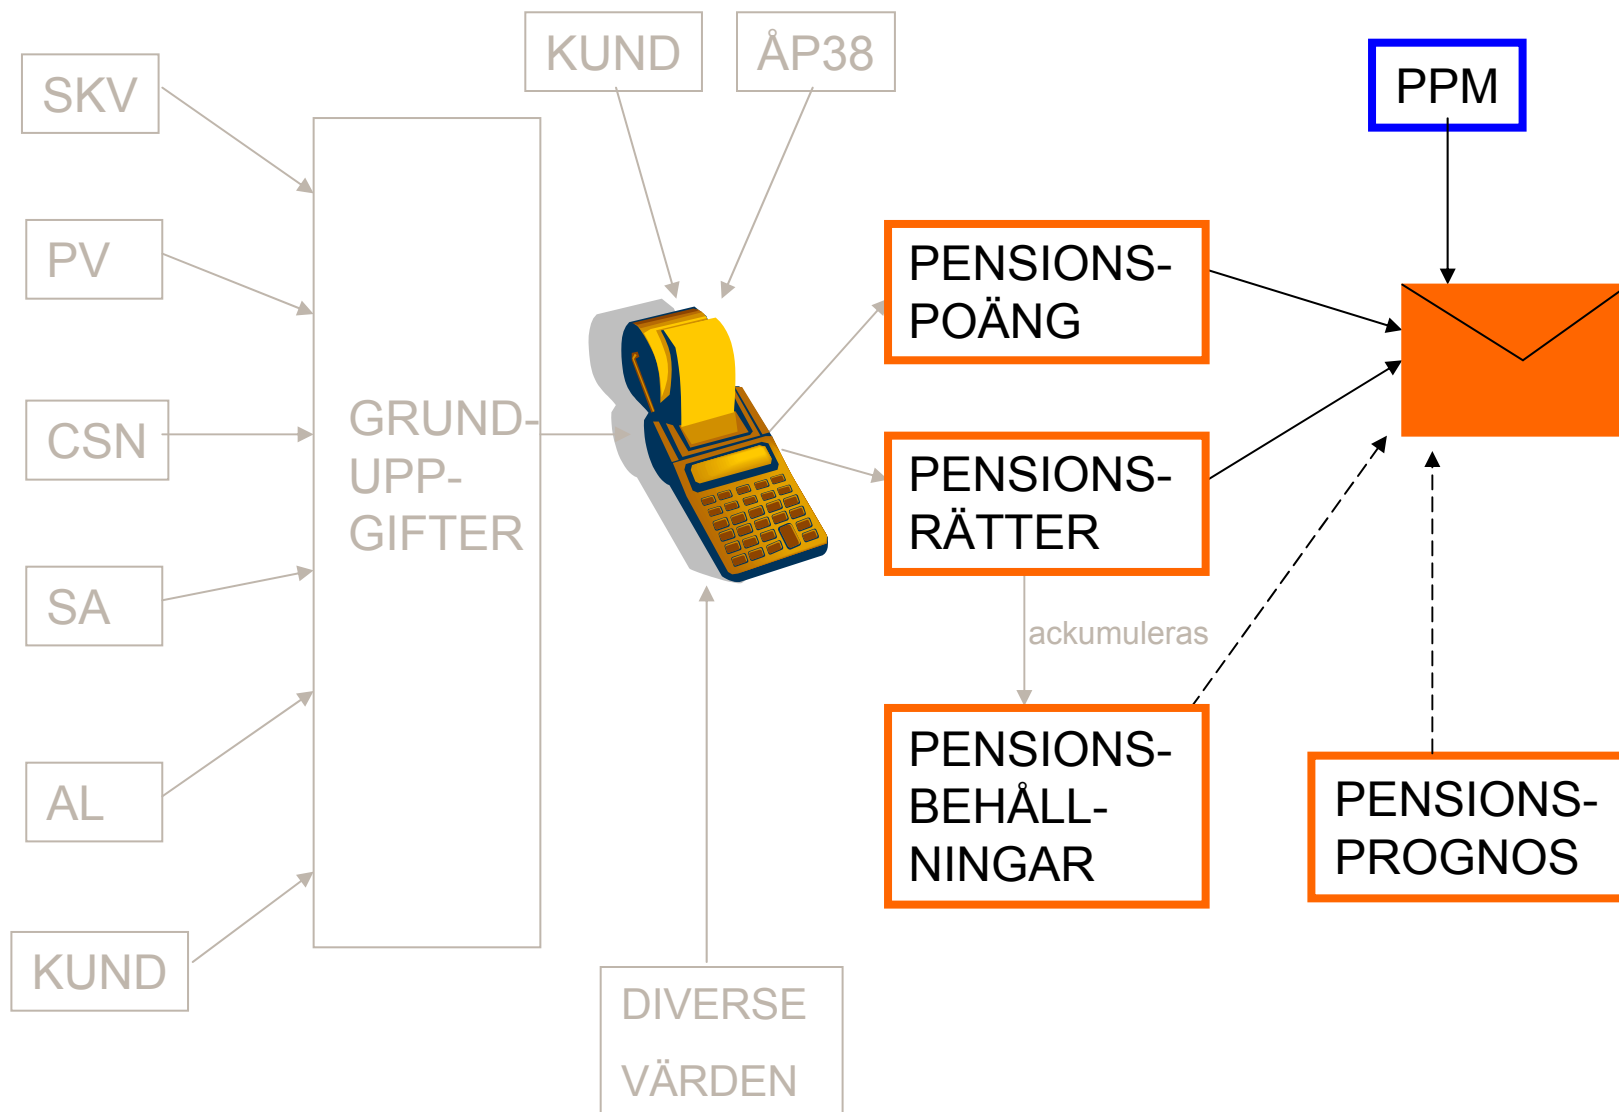 KUND
ÅP38
PPM
SKV
PV
CSN
SA
AL
KUND
GRUND-
UPP-
GIFTER
PENSIONS-
POÄNG
PENSIONS-
RÄTTER
ackumuleras
PENSIONS-
BEHÅLL-
NINGAR
PENSIONS-
PROGNOS
DIVERSE
VÄRDEN